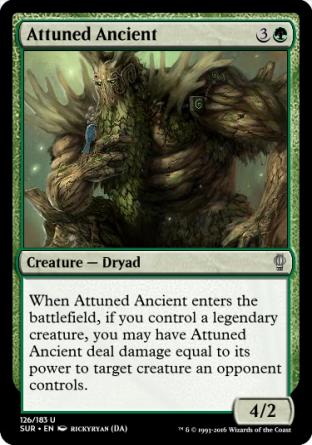 Attuned Ancient 3
Creature — Dryad
When Attuned Ancient enters the
battlefield, if you control a legendary
creature, you may have Attuned
Ancient deal damage equal to its
power to target creature an opponent
controls.
4/2
126/183 U
SUR • EN RICKYRYAN (DA)
™ & © 1993-2016 Wizards of the Coast